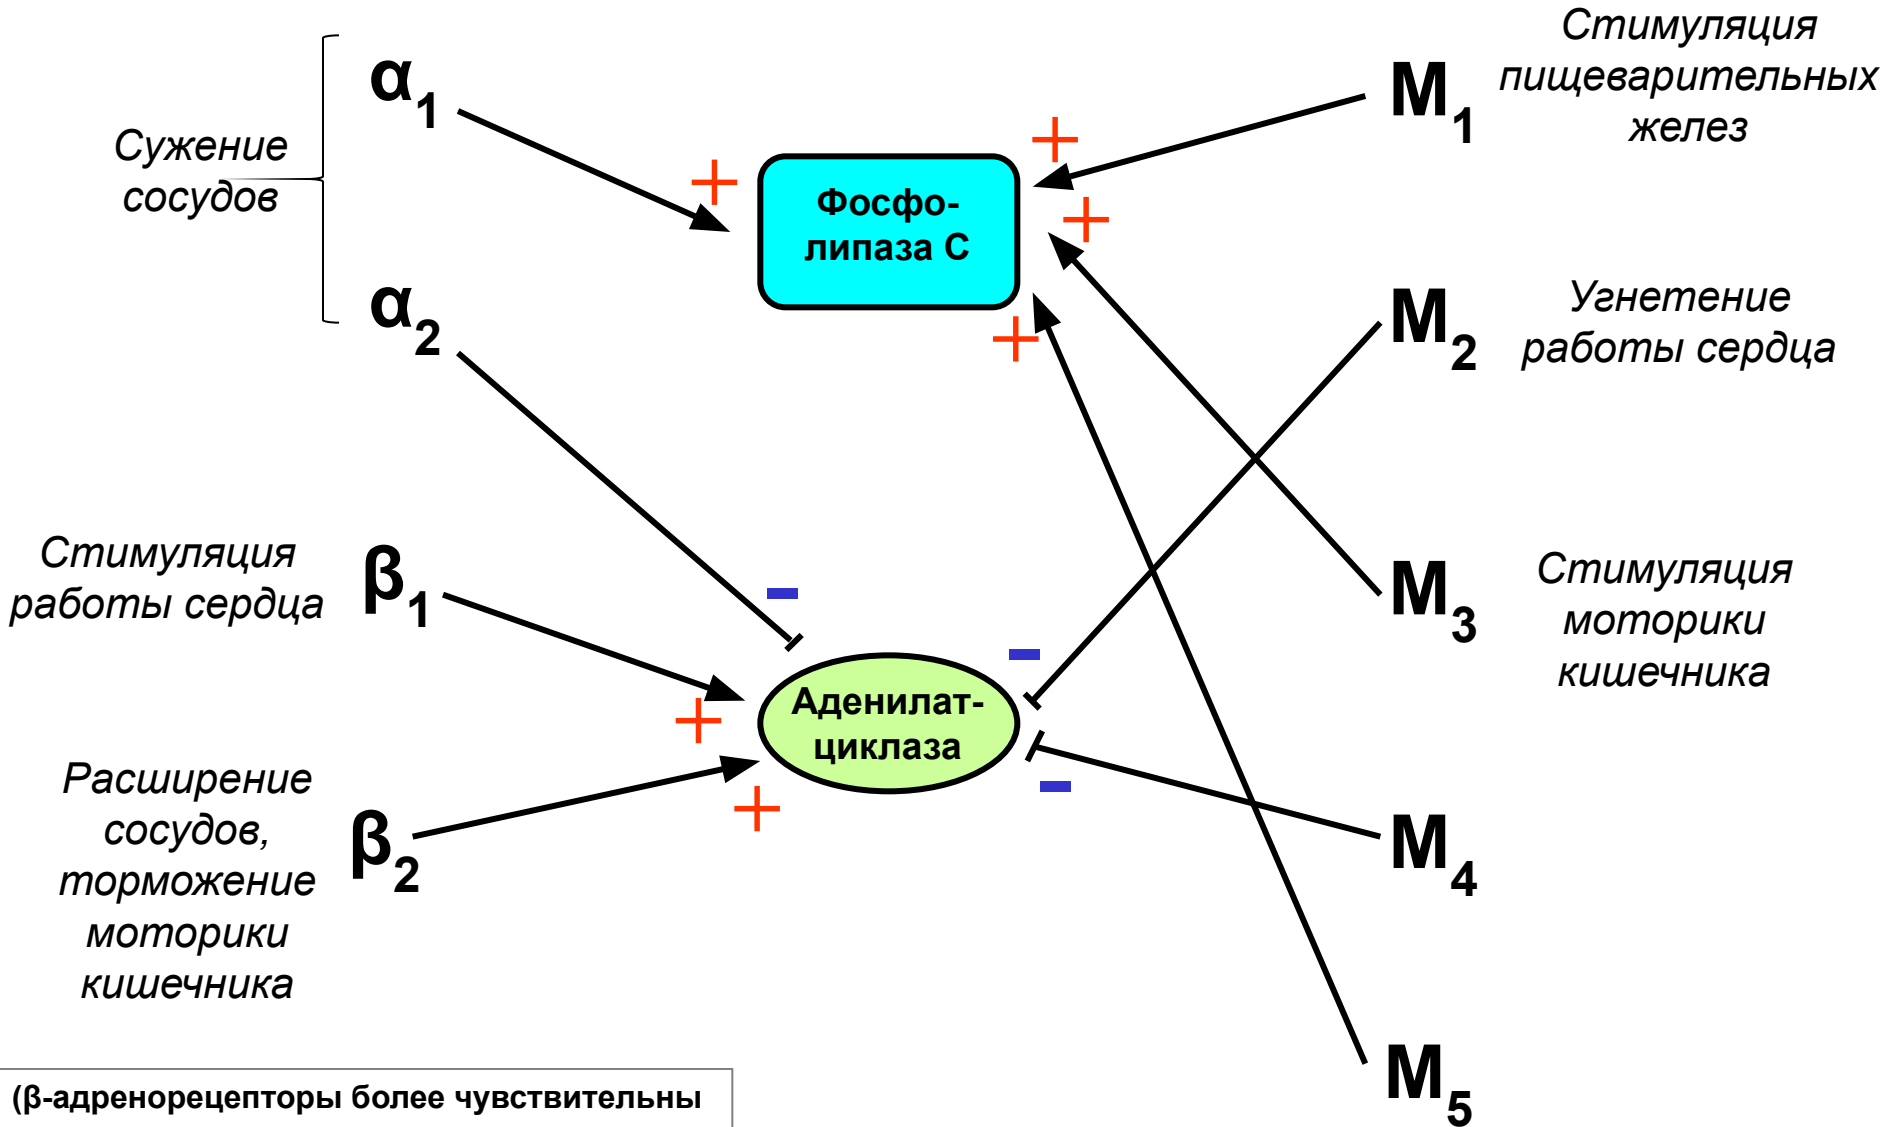 Сужение
сосудов
α1
α2
Стимуляция
работы сердца
β1
Расширение
сосудов,
торможение
моторики
кишечника
β2
(β-адренорецепторы более чувствительны
+
Фосфо-
липаза С
+
+
+
-
Аденилат-
циклаза
+
+
-
-
M1
Стимуляция
пищеварительных
желез
M2
Угнетение
работы сердца
M3
Стимуляция
моторики
кишечника
M4
M5